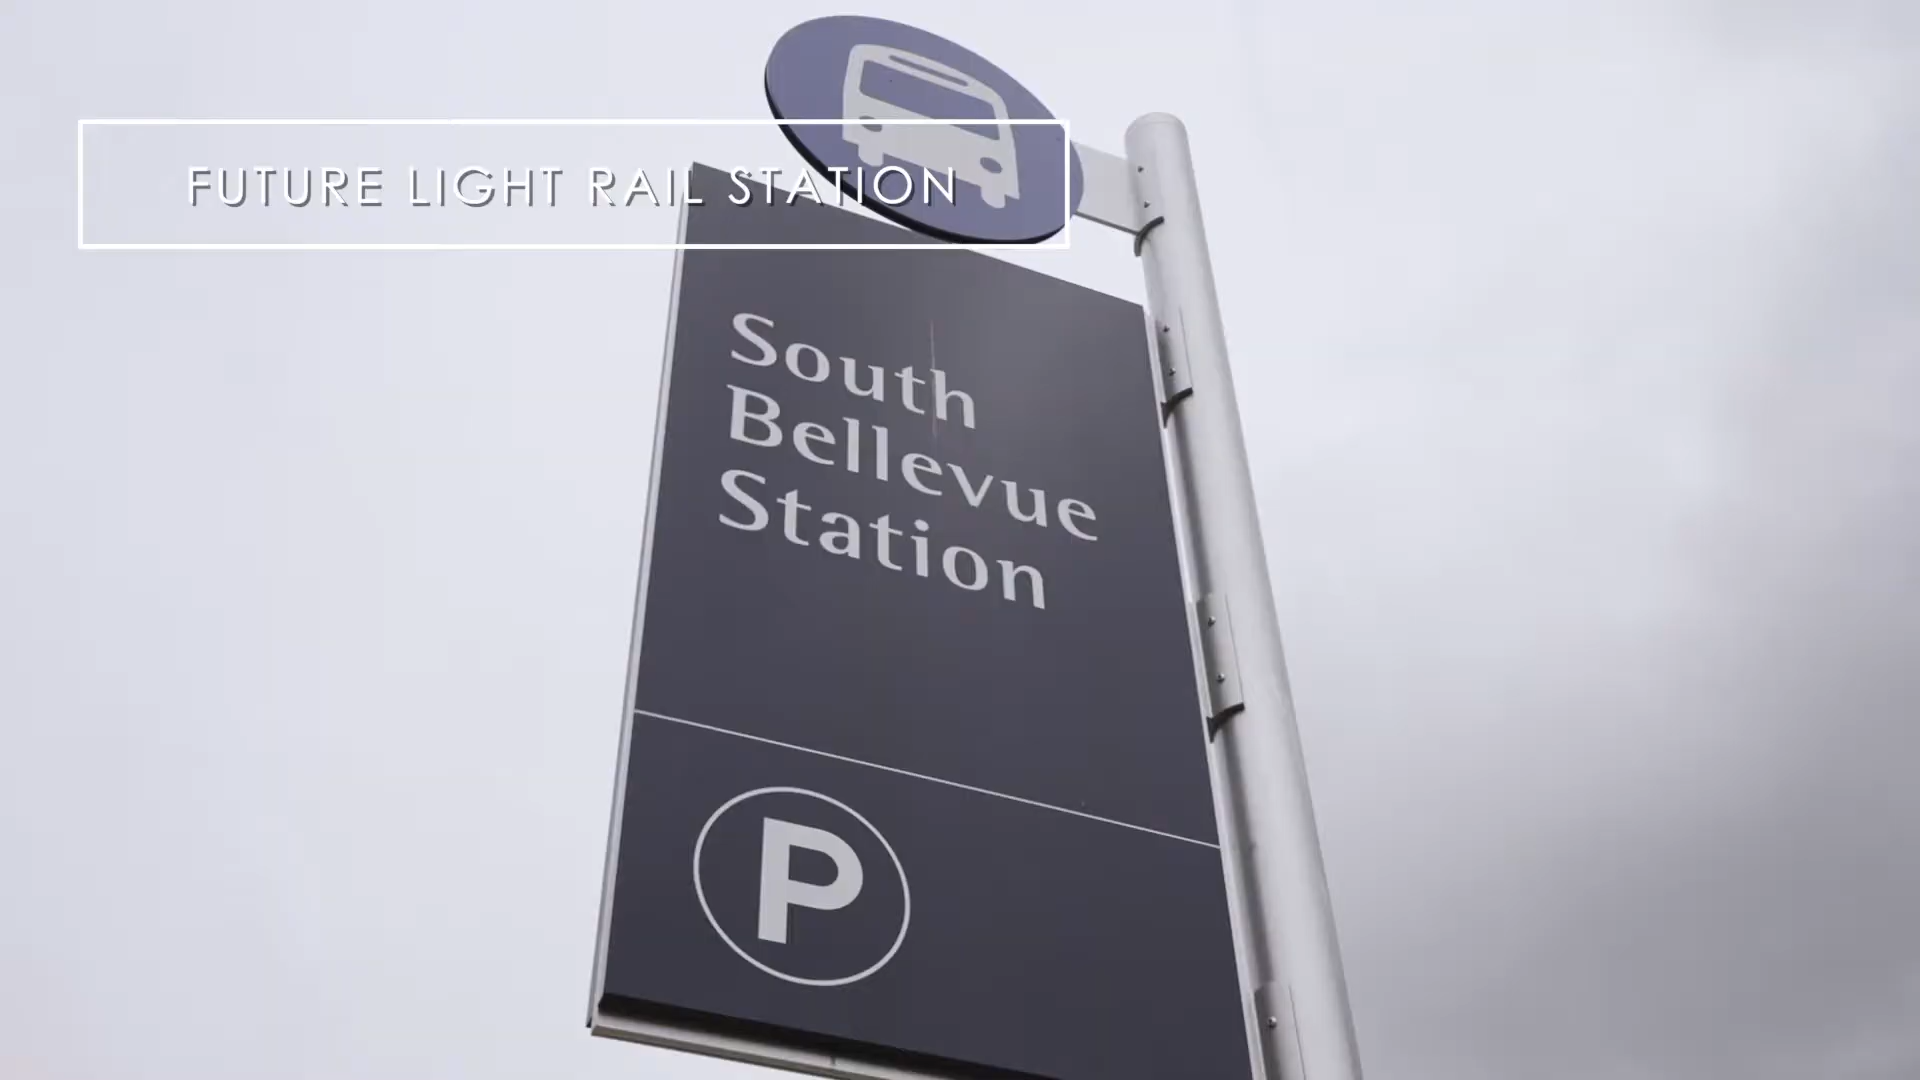 FUTURE LIGHT RAIL STATION
South
Bellevue
Station
P